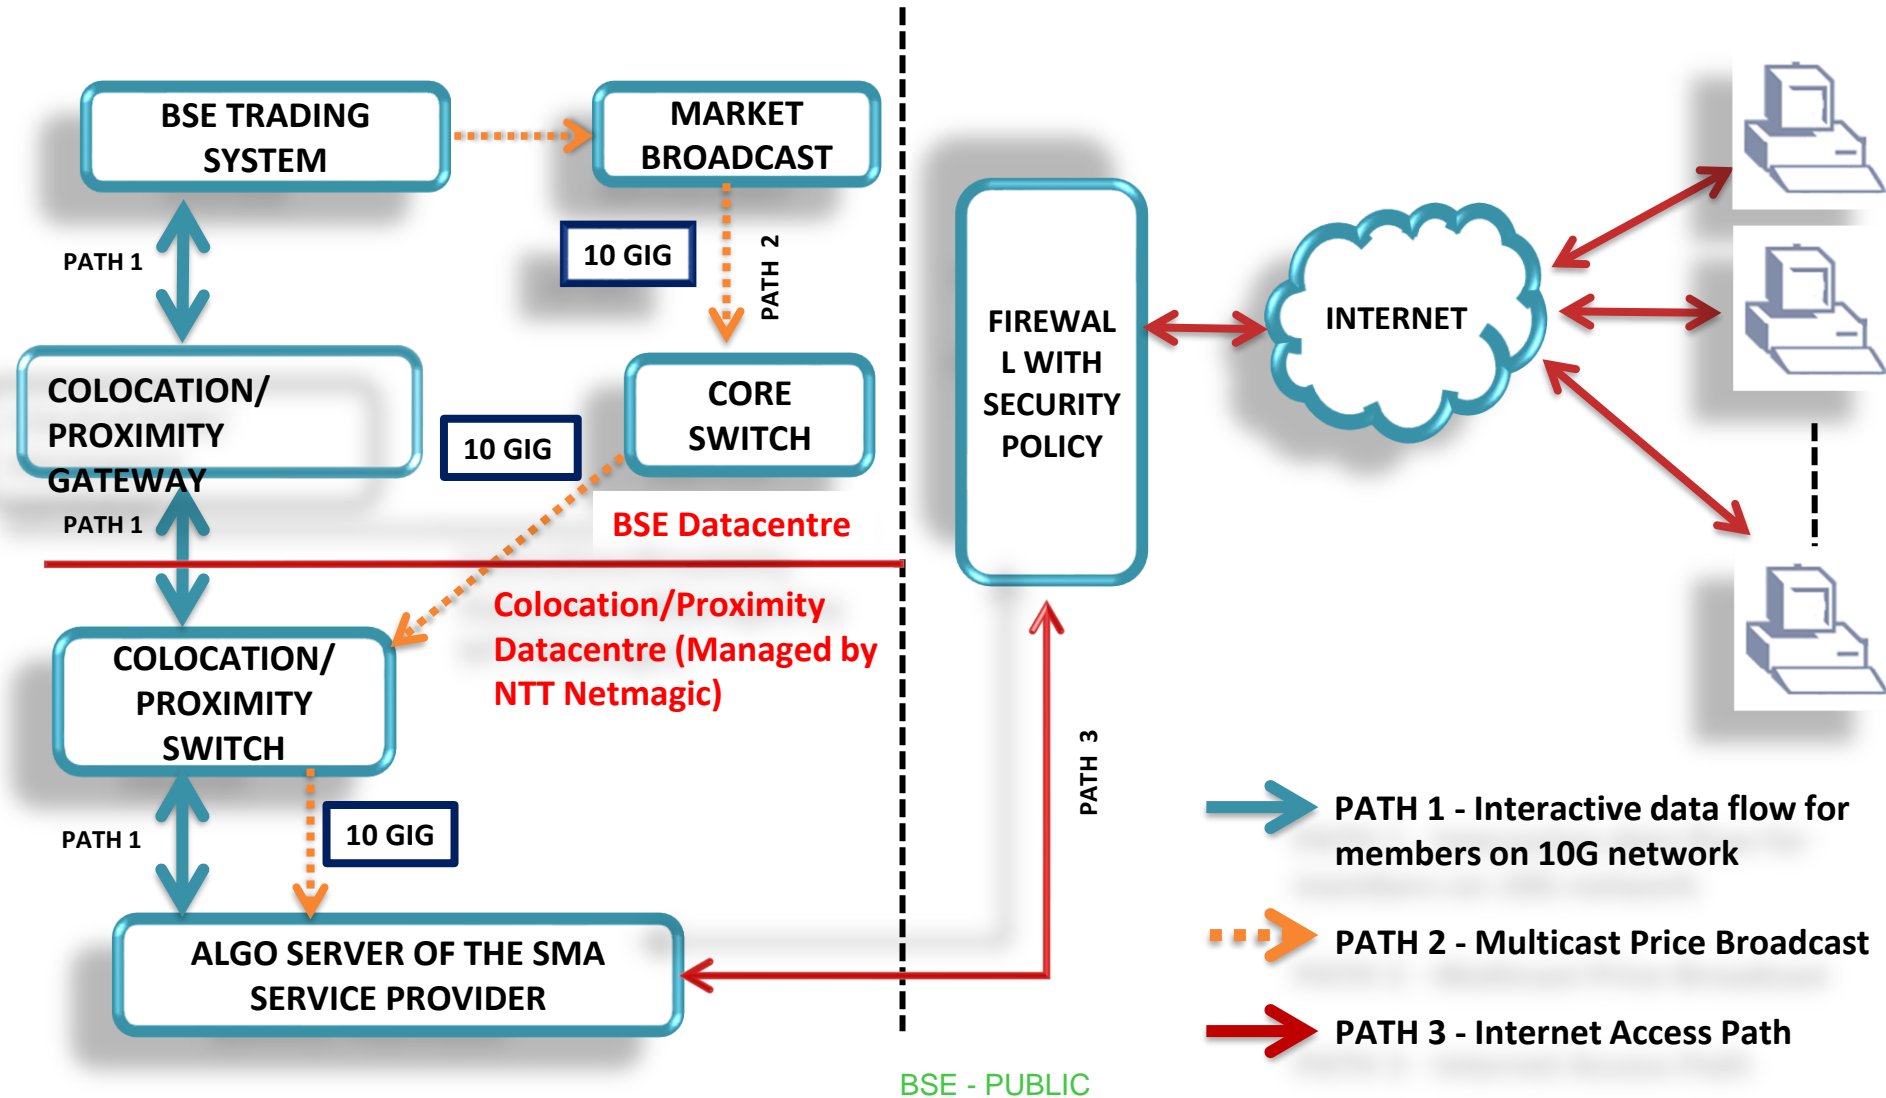 BSE TRADING
SYSTEM
MARKET
BROADCAST
PATH 1
10 GIG
PATH 2
COLOCATION/
PROXIMITY
GATEWAY
10 GIG
CORE
SWITCH
PATH 1
BSE Datacentre
Colocation/Proximity
Datacentre (Managed by
NTT Netmagic)
COLOCATION/
PROXIMITY
SWITCH
PATH 1
10 GIG
ALGO SERVER OF THE SMA
SERVICE PROVIDER
FIREWAL
L WITH
SECURITY
POLICY
INTERNET
PATH 3
PATH 1 - Interactive data flow for
members on 10G network
PATH 2 - Multicast Price Broadcast
PATH 3 - Internet Access Path
BSE - PUBLIC